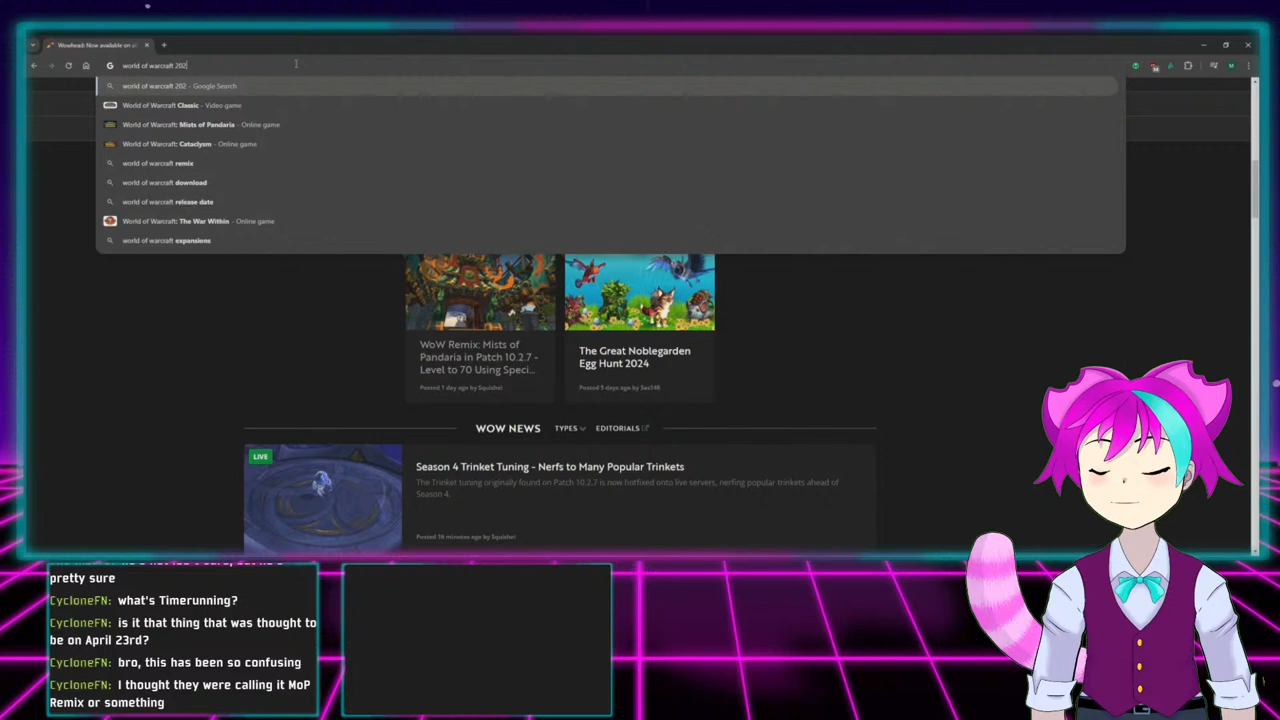 Wowhead: Now available on al
world of warcraft 202
world of warcraft 202 - Google Search
World of Warcraft Classic - Video game
World of Warcraft: Mists of Pandaria - Online game
World of Warcraft: Cataclysm - Online game
world of warcraft remix
world of warcraft download
world of warcraft release date
World of Warcraft: The War Within - Online game
world of warcraft expansions
WoW Remix: Mists of
Pandaria in Patch 10.2.7 -
Level to 70 Using Speci...
Posted 1 day ago by Squishei
The Great Noblegarden
Egg Hunt 2024
Posted 5 days ago by
WOW NEWS
TYPES
EDITORIALS
LIVE
Season 4 Trinket Tuning - Nerfs to Many Popular Trinkets
The Trinket tuning originally found on Patch 10.2.7 is now hotfixed onto live servers, nerfing popular trinkets ahead of
Season 4.
Posted 36 minutes ago by Squishei
pretty sure
CycloneFN: what's Timerunning?
CycloneFN: is it that thing that was thought to
be on April 23rd?
CycloneFN: bro, this has been so confusing
CycloneFN: I thought they were calling it MoP
Remix or something